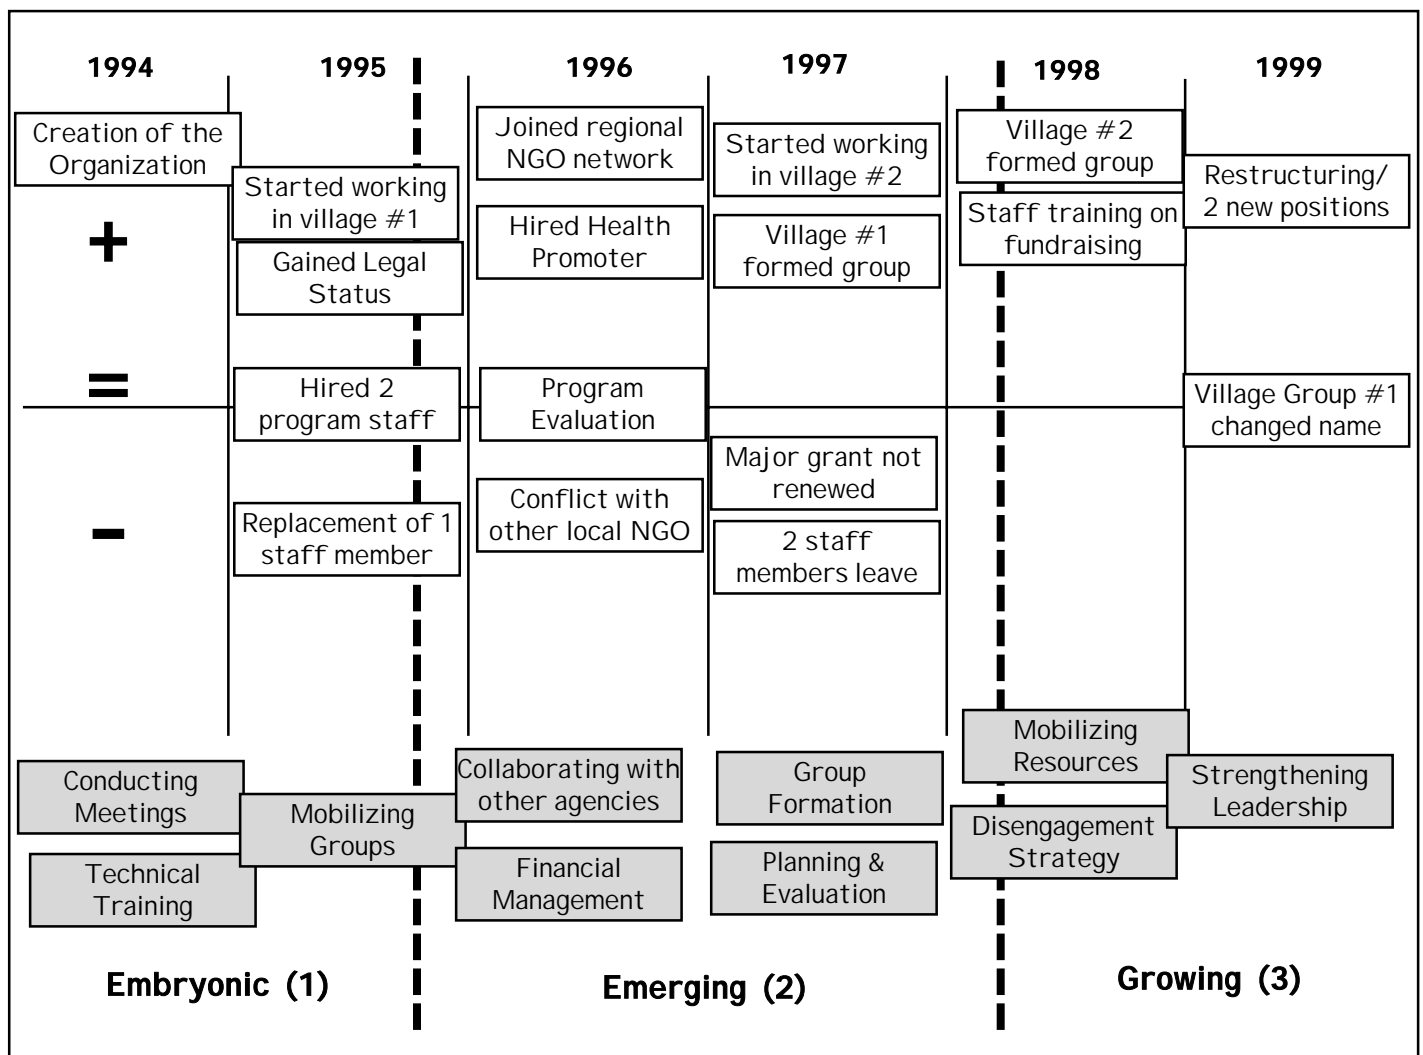 1994
1995
1996
1997
1998
1999
Creation of the
Organization
Started working
in village #1
Gained Legal
Status
Joined regional
NGO network
Hired Health
Promoter
Started working
in village #2
Village #1
formed group
Village #2
formed group
Staff training on
fundraising
Restructuring/
2 new positions
+
=
Hired 2
program staff
Program
Evaluation
Village Group #1
changed name
-
Replacement of 1
staff member
Conflict with
other local NGO
Major grant not
renewed
2 staff
members leave
Conducting
Meetings
Technical
Training
Mobilizing
Groups
Collaborating with
other agencies
Financial
Management
Group
Formation
Planning &
Evaluation
Mobilizing
Resources
Disengagement
Strategy
Strengthening
Leadership
Embryonic (1)
Emerging (2)
Growing (3)